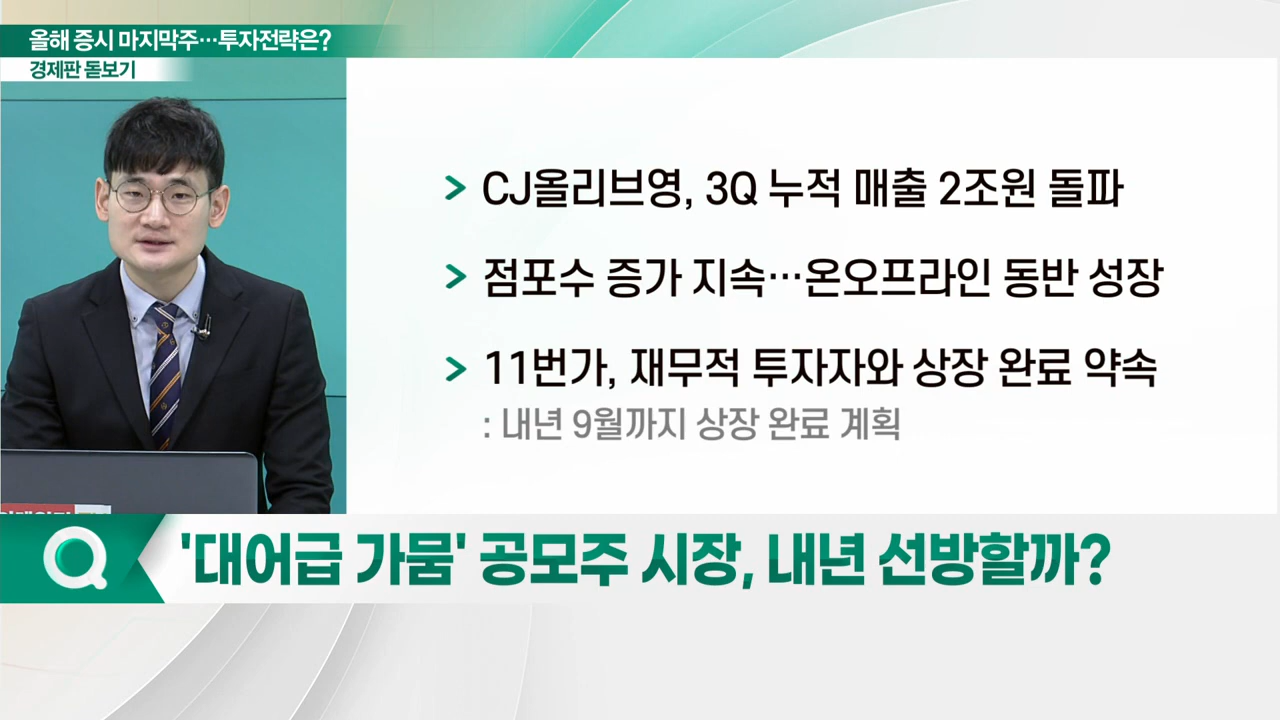 올해 증시 마지막주…투자전략은?
경제판 돋보기
> CJ올리브영, 3Q 누적 매출 2조원 돌파
> 점포수 증가 지속…온오프라인 동반 성장
> 11번가, 재무적 투자자와 상장 완료 약속
: 내년 9월까지 상장 완료 계획
'대어급 가뭄' 공모주 시장, 내년 선방할까?